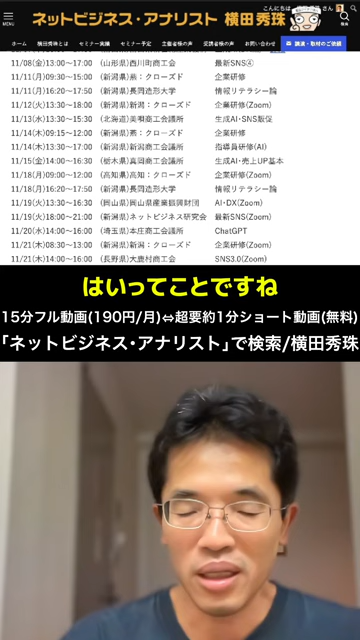 こんにちは
さん
MENU
ネットビジネス・アナリスト 横田秀珠
検索
ホーム
横田秀珠とは
セミナー実績
セミナー予定
主催者様の声
受講者様の声
お問い合わせ
講演・取材のご依頼
11/08(金)13:00〜17:00 (山形県)西川町商工会 最新SNS④
11/11(月)09:30〜15:00 (新潟県)燕：クローズド 企業研修
11/11(月)16:20〜17:50 (新潟県)長岡造形大学 情報リテラシー論
11/12(火)13:30〜18:00 (新潟県)新潟：クローズド 企業研修(Zoom)
11/13(水)13:30〜15:30 (北海道)美唄商工会議所 生成AI・SNS販促
11/14(木)09:15〜12:00 (新潟県)燕：クローズド 企業研修
11/14(木)13:30〜17:00 (新潟県)新潟商工会議所 指導員研修(AI)
11/15(金)14:00〜16:30 (栃木県)真岡商工会議所 生成AI・売上UP基本
11/18(月)09:00〜12:00 (高知県)高知：クローズド 企業研修(Zoom)
11/18(月)16:20〜17:50 (新潟県)長岡造形大学 情報リテラシー論
11/19(火)13:30〜16:30 (岡山県)岡山県産業振興財団 AI・DX(Zoom)
11/19(火)18:00〜21:00 (新潟県)ネットビジネス研究会 最新SNS(Zoom)
11/20(水)14:00〜16:00 (埼玉県)本庄商工会議所 ChatGPT
11/21(木)08:30〜13:00 (新潟県)新潟：クローズド 企業研修(Zoom)
11/21(木)14:00〜16:00 (長野県)大鹿村商工会 SNS3.0(Zoom)
はいってことですね
15分フル動画(190円/月)⇔超要約1分ショート動画(無料)
「ネットビジネス・アナリスト」で検索/横田秀珠